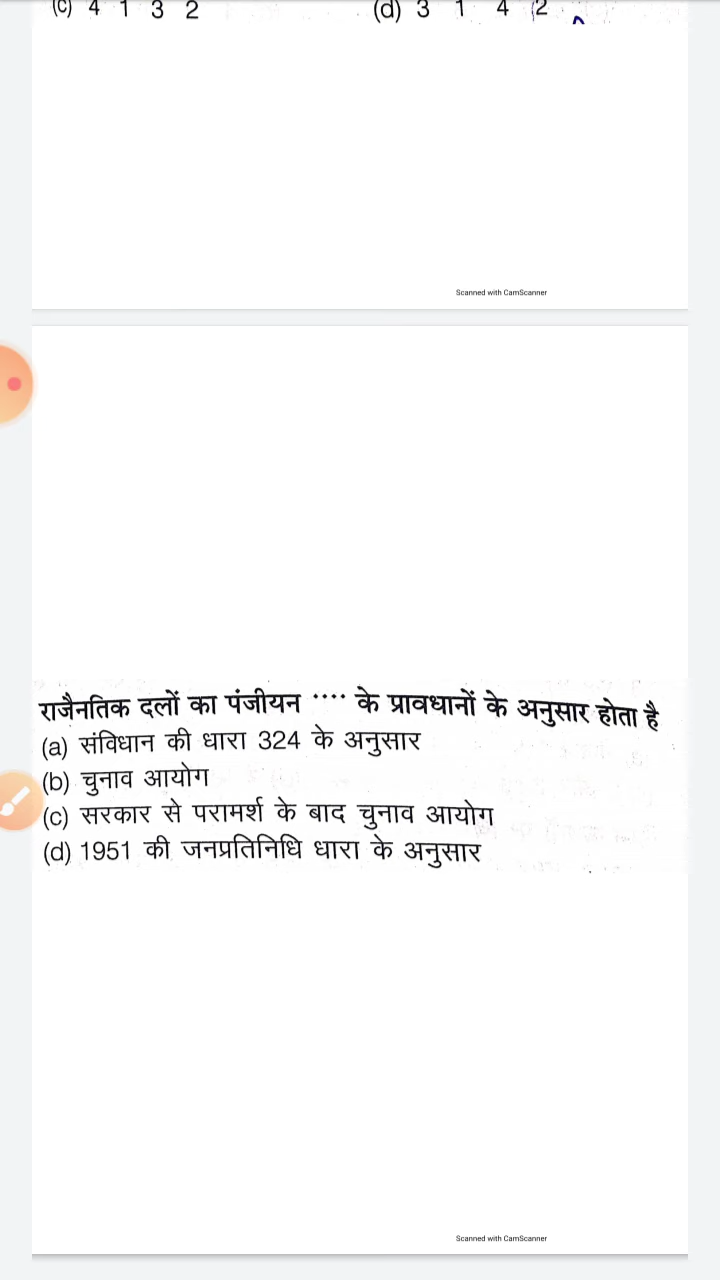 (c) 4 1 3 2 (d) 3 1 4 2
Scanned with CamScanner
राजैनतिक दलों का पंजीयन .... के प्रावधानों के अनुसार होता है
(a) संविधान की धारा 324 के अनुसार
(b) चुनाव आयोग
(c) सरकार से परामर्श के बाद चुनाव आयोग
(d) 1951 की जनप्रतिनिधि धारा के अनुसार
Scanned with CamScanner